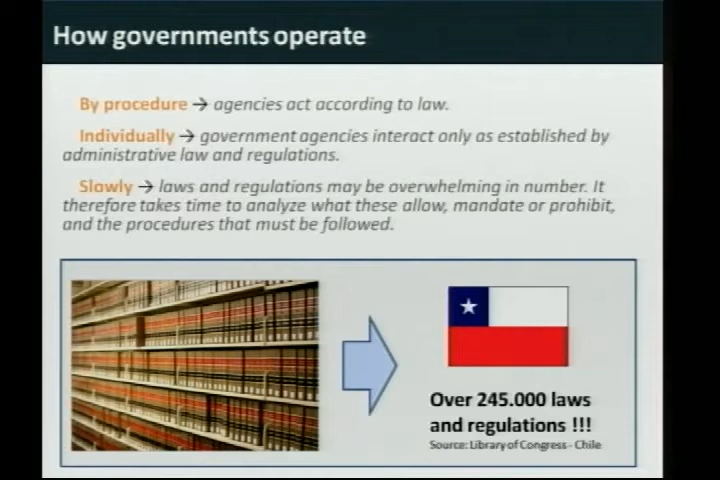 How governments operate
By procedure → agencies act according to law.
Individually → government agencies interact only as established by
administrative law and regulations.
Slowly → laws and regulations may be overwhelming in number. It
therefore takes time to analyze what these allow, mandate or prohibit,
and the procedures that must be followed.
Over 245.000 laws
and regulations !!!
Source: Library of Congress - Chile